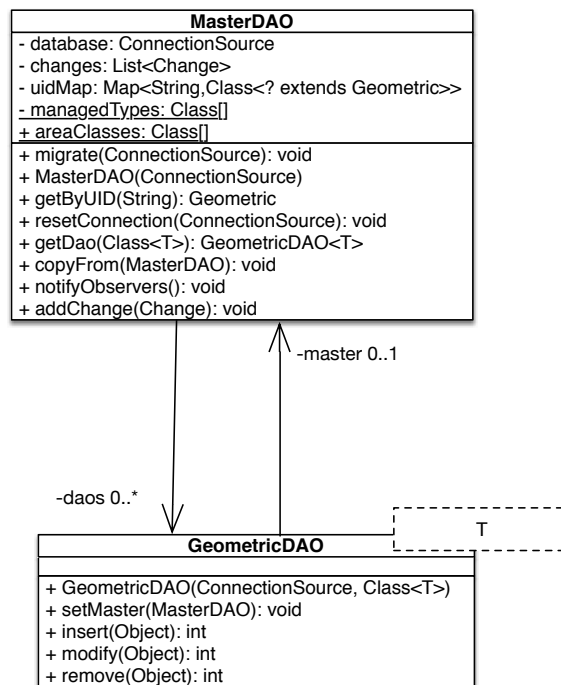 MasterDAO
- database: ConnectionSource
- changes: List<Change>
- uidMap: Map<String,Class<? extends Geometric>>
- managedTypes: Class[]
+ areaClasses: Class[]
+ migrate(ConnectionSource): void
+ MasterDAO(ConnectionSource)
+ getByUID(String): Geometric
+ resetConnection(ConnectionSource): void
+ getDao(Class<T>): GeometricDAO<T>
+ copyFrom(MasterDAO): void
+ notifyObservers(): void
+ addChange(Change): void
-master 0..1
-daos 0..*
T
GeometricDAO
+ GeometricDAO(ConnectionSource, Class<T>)
+ setMaster(MasterDAO): void
+ insert(Object): int
+ modify(Object): int
+ remove(Object): int